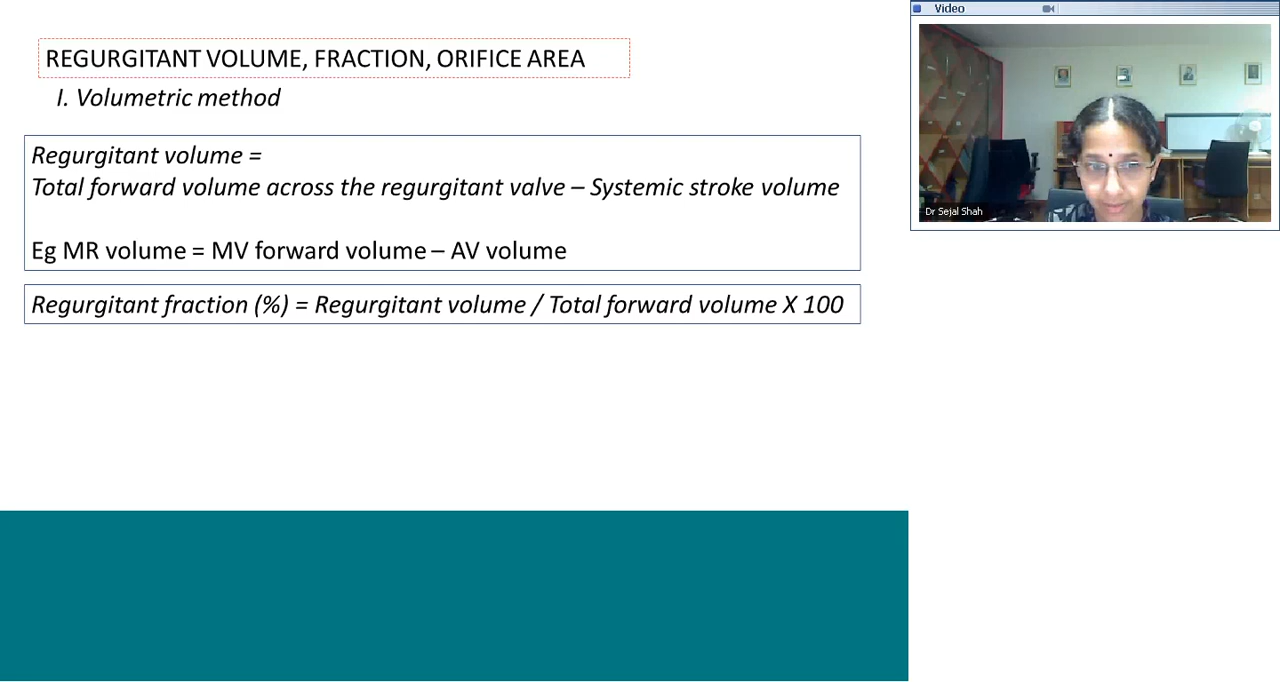 REGURGITANT VOLUME, FRACTION, ORIFICE AREA
I. Volumetric method
Regurgitant volume =
Total forward volume across the regurgitant valve – Systemic stroke volume
Eg MR volume = MV forward volume – AV volume
Regurgitant fraction (%) = Regurgitant volume / Total forward volume X 100
Video
Dr Sejal Shah